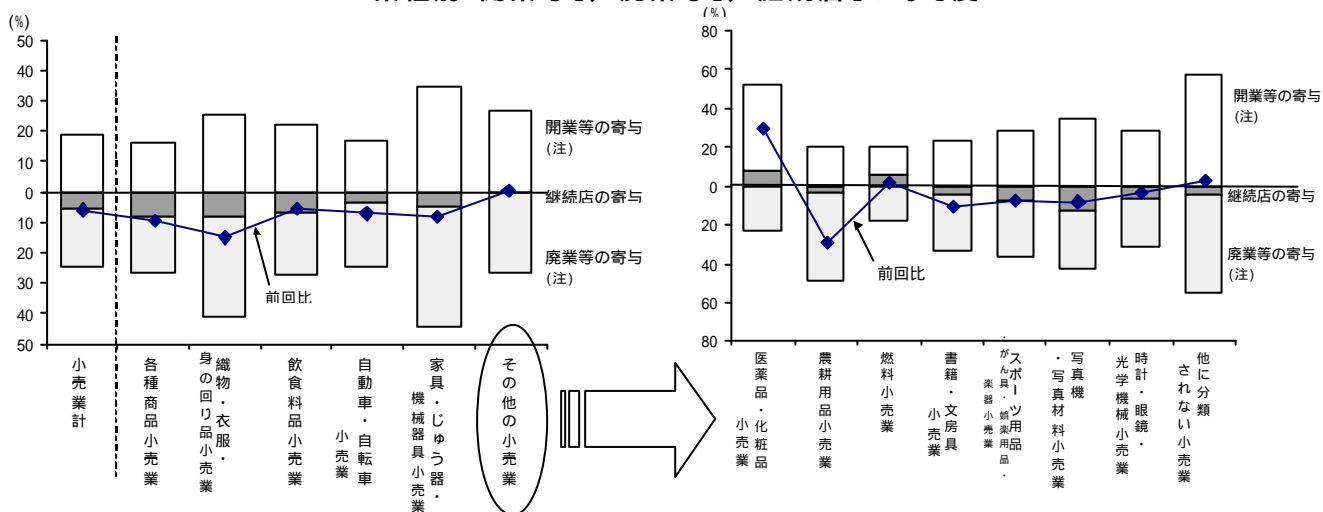 (%)
50
40
30
20
10
0
10
20
30
40
50
開業等の寄与
(注)
継続店の寄与
廃業等の寄与
(注)
前回比
小売業計
各種商品小売業
織物・衣服・
身の回り品小売業
飲食料品小売業
自動車・自転車
小売業
家具・じゅう器・
機械器具小売業
その他の小売業
(%)
80
60
40
20
0
20
40
60
80
開業等の寄与
(注)
継続店の寄与
廃業等の寄与
(注)
前回比
医薬品・化粧品
小売業
農耕用品小売業
燃料小売業
書籍・文房具
小売業
スポーツ用品
・がん具・娯楽用品・
楽器小売業
写真機
・写真材料小売業
時計・眼鏡・
光学機械小売業
他に分類
されない小売業